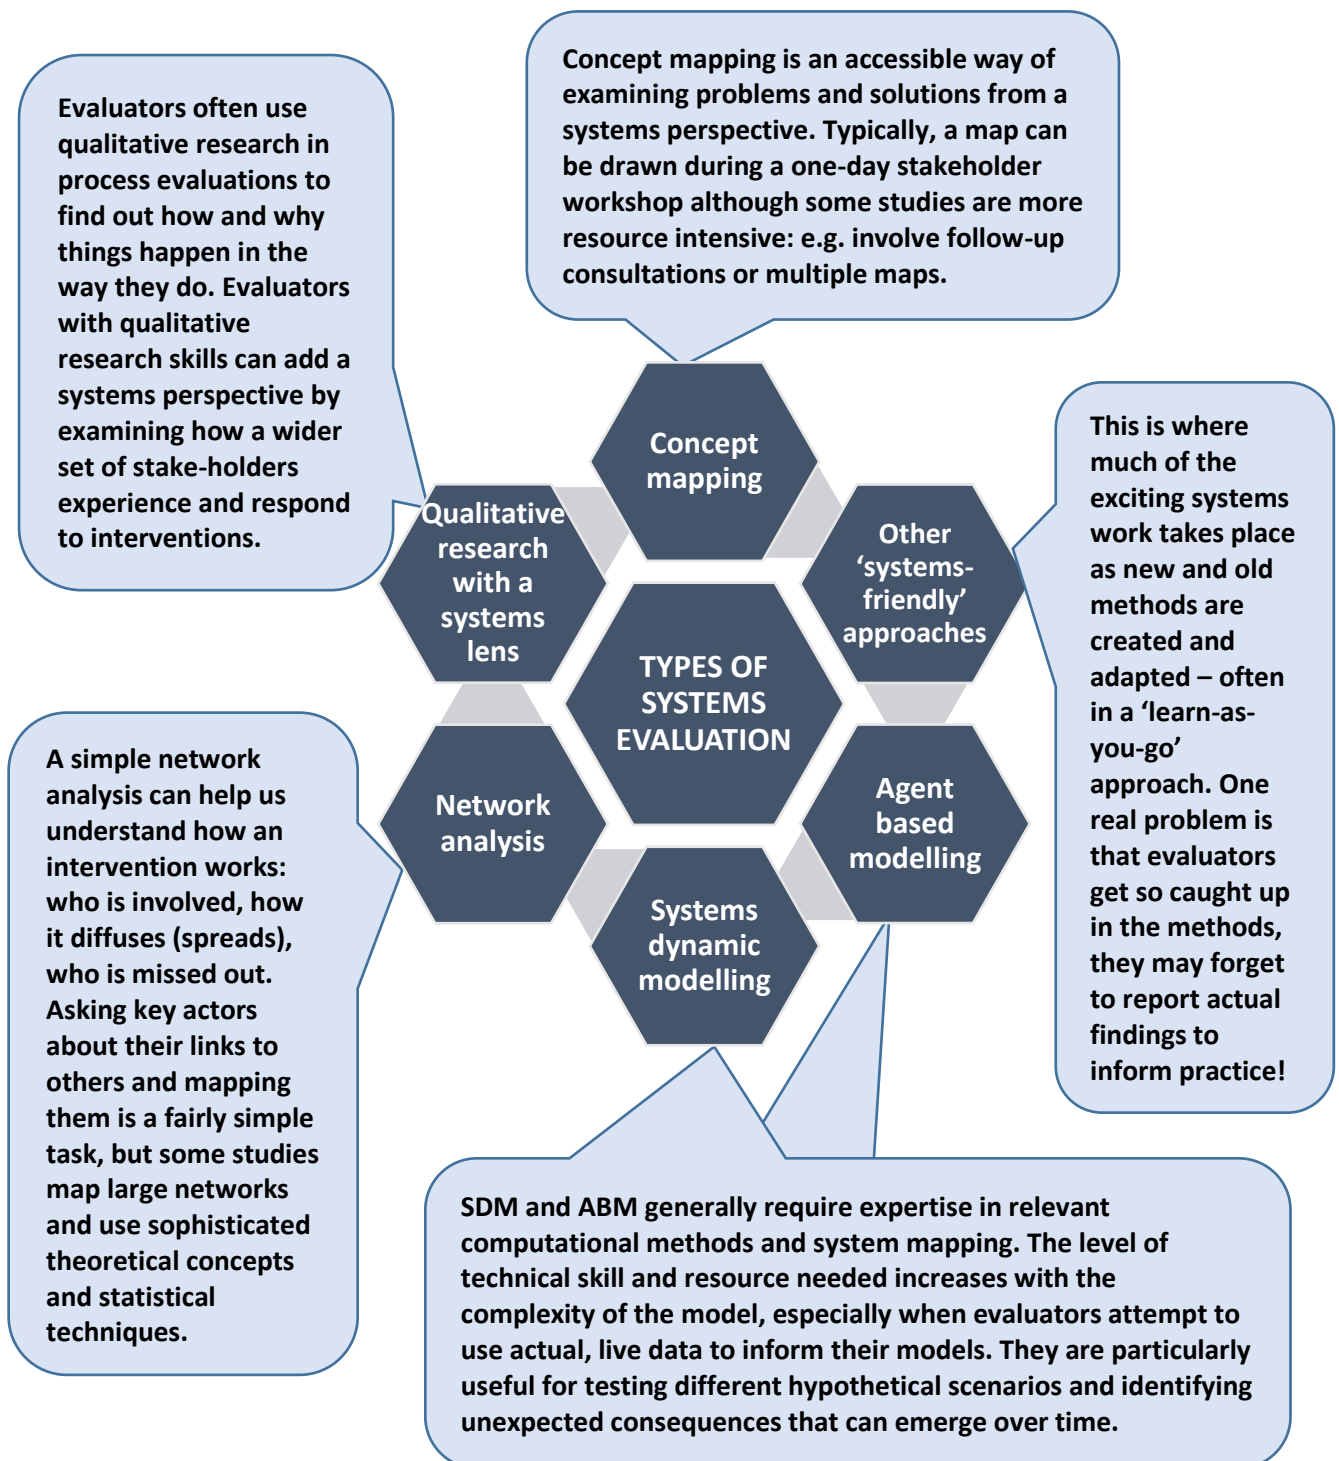 Concept mapping is an accessible way of
examining problems and solutions from a
systems perspective. Typically, a map can
be drawn during a one-day stakeholder
workshop although some studies are more
resource intensive: e.g. involve follow-up
consultations or multiple maps.
Evaluators often use
qualitative research in
process evaluations to
find out how and why
things happen in the
way they do. Evaluators
with qualitative
research skills can add a
systems perspective by
examining how a wider
set of stake-holders
experience and respond
to interventions.
Concept
mapping
Qualitative
research
with a
systems
lens
Other
‘systems-
friendly’
approaches
TYPES OF
SYSTEMS
EVALUATION
Network
analysis
Agent
based
modelling
Systems
dynamic
modelling
This is where
much of the
exciting systems
work takes place
as new and old
methods are
created and
adapted – often
in a ‘learn-as-
you-go’
approach. One
real problem is
that evaluators
get so caught up
in the methods,
they may forget
to report actual
findings to
inform practice!
A simple network
analysis can help us
understand how an
intervention works:
who is involved, how
it diffuses (spreads),
who is missed out.
Asking key actors
about their links to
others and mapping
them is a fairly simple
task, but some studies
map large networks
and use sophisticated
theoretical concepts
and statistical
techniques.
SDM and ABM generally require expertise in relevant
computational methods and system mapping. The level of
technical skill and resource needed increases with the
complexity of the model, especially when evaluators attempt to
use actual, live data to inform their models. They are particularly
useful for testing different hypothetical scenarios and identifying
unexpected consequences that can emerge over time.